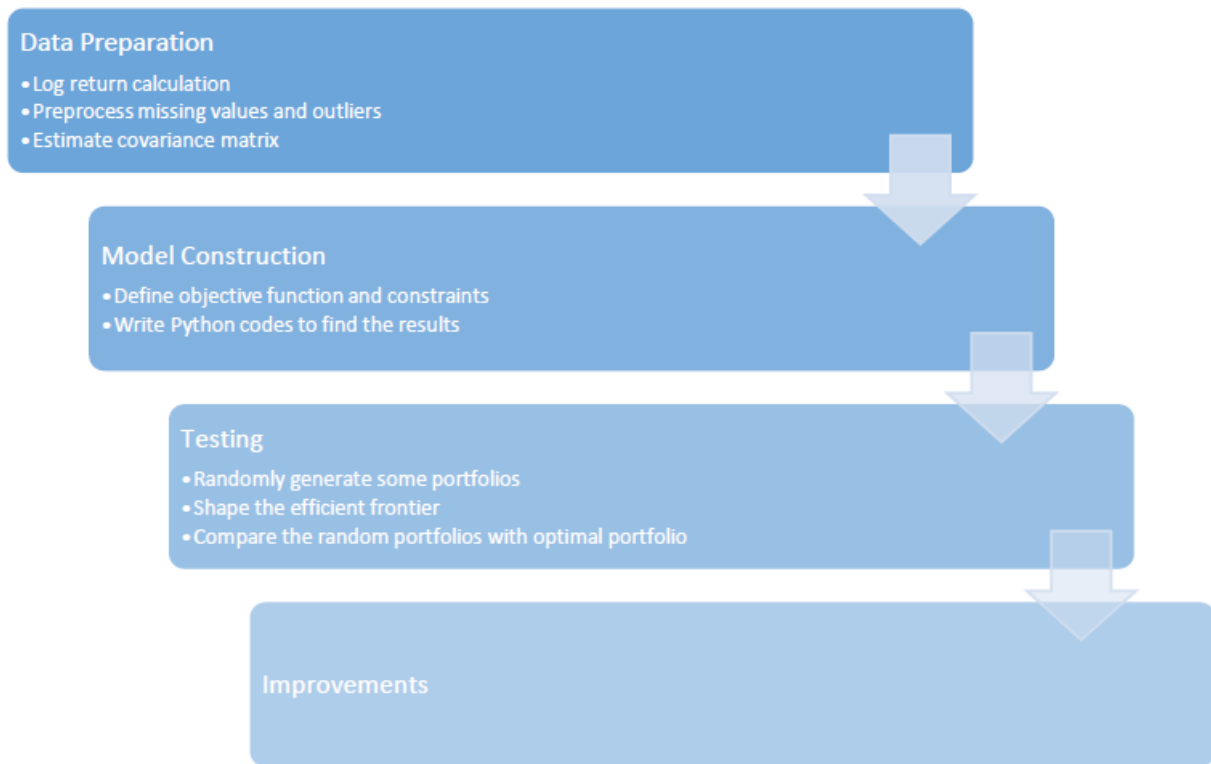 Data Preparation
•Log return calculation
•Preprocess missing values and outliers
•Estimate covariance matrix
Model Construction
•Define objective function and constraints
•Write Python codes to find the results
Testing
•Randomly generate some portfolios
•Shape the efficient frontier
•Compare the random portfolios with optimal portfolio
Improvements